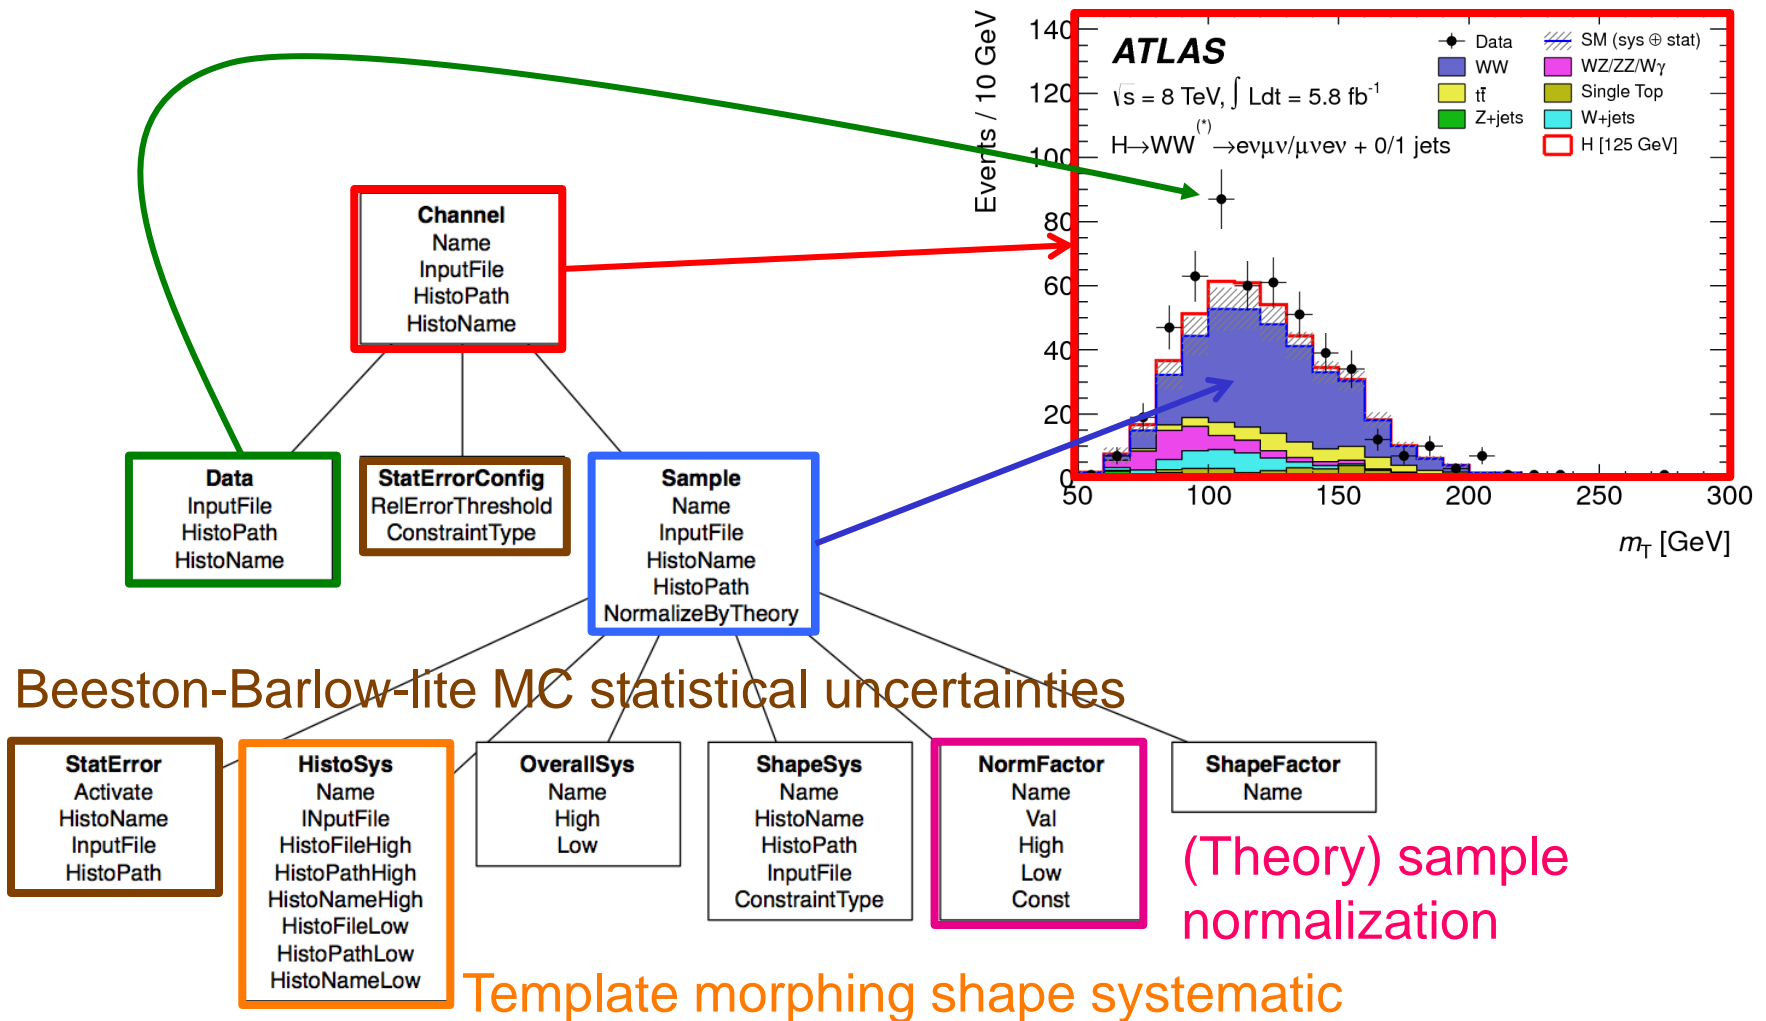 Channel
Name
InputFile
HistoPath
HistoName
Data
InputFile
HistoPath
HistoName
StatErrorConfig
RelErrorThreshold
ConstraintType
Sample
Name
InputFile
HistoName
HistoPath
NormalizeByTheory
Events / 10 GeV
140
120
100
80
60
40
20
0
ATLAS
√s = 8 TeV, ∫ Ldt = 5.8 fb⁻¹
H→WW⁽*⁾→eνμν/μνeν + 0/1 jets
Data
SM (sys ⊕ stat)
WW
WZ/ZZ/Wγ
tt̄
Single Top
Z+jets
W+jets
H [125 GeV]
50 100 150 200 250 300
m_T [GeV]
Beeston-Barlow-lite MC statistical uncertainties
StatError
Activate
HistoName
InputFile
HistoPath
HistoSys
Name
INputFile
HistoFileHigh
HistoPathHigh
HistoNameHigh
HistoFileLow
HistoPathLow
HistoNameLow
OverallSys
Name
High
Low
ShapeSys
Name
HistoName
HistoPath
InputFile
ConstraintType
NormFactor
Name
Val
High
Low
Const
ShapeFactor
Name
(Theory) sample
normalization
Template morphing shape systematic